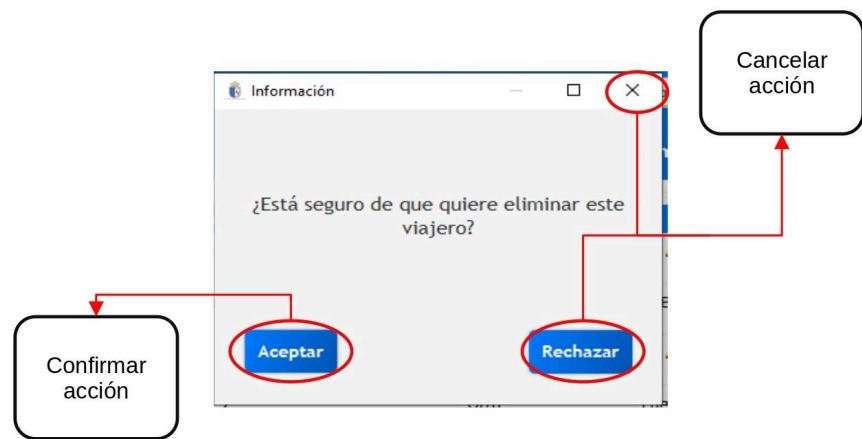 Cancelar
acción
Información
¿Está seguro de que quiere eliminar este
viajero?
Aceptar
Rechazar
Confirmar
acción